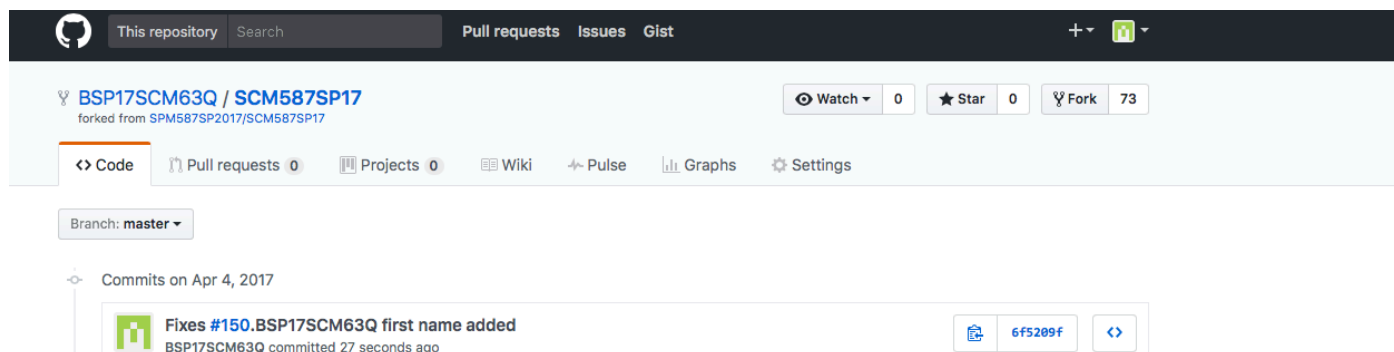 This repository Search Pull requests Issues Gist
BSP17SCM63Q / SCM587SP17 Watch 0 Star 0 Fork 73
forked from SPM587SP2017/SCM587SP17
Code Pull requests 0 Projects 0 Wiki Pulse Graphs Settings
Branch: master
Commits on Apr 4, 2017
Fixes #150.BSP17SCM63Q first name added 6f5209f
BSP17SCM63Q committed 27 seconds ago